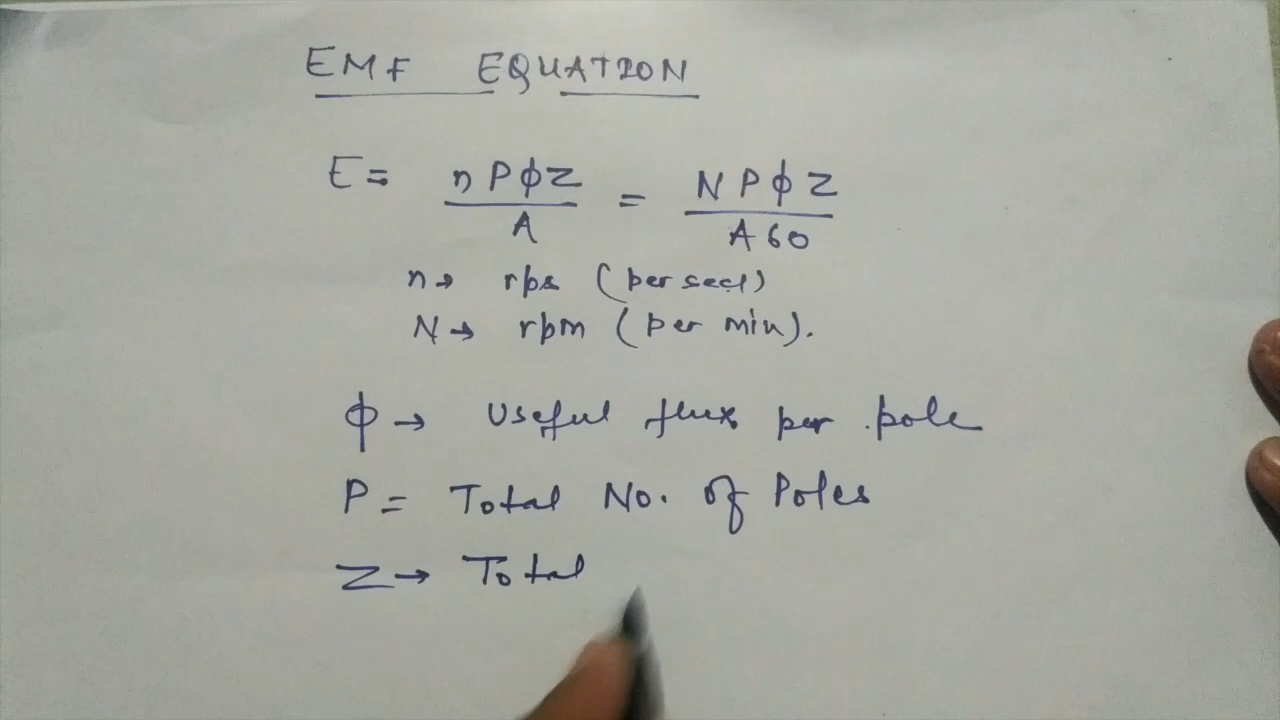 EMF EQUATION
E = nPϕZ / A = NPϕZ / A60
n → rps (per sec)
N → rpm (per min).
ϕ → Useful flux per pole
P = Total No. of Poles
Z → Total